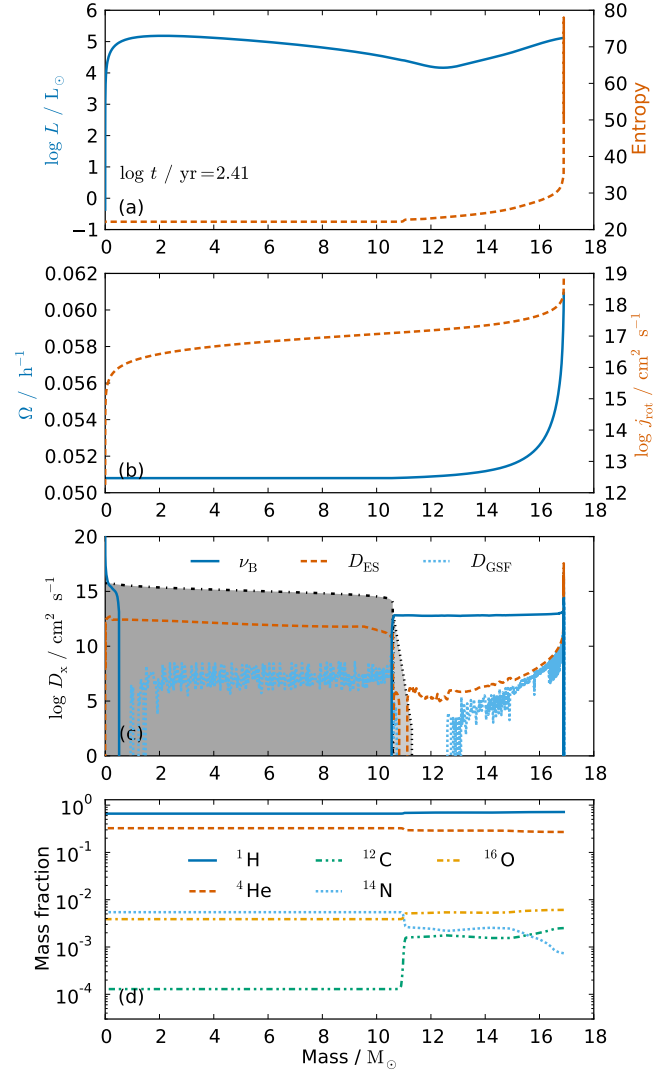 6
5
4
3
2
1
0
−1
80
70
60
50
40
30
20
log L / L⊙
Entropy
log t / yr = 2.41
(a)
0 2 4 6 8 10 12 14 16 18
0.062
0.060
0.058
0.056
0.054
0.052
0.050
19
18
17
16
15
14
13
12
Ω / h⁻¹
log j_rot / cm² s⁻¹
(b)
0 2 4 6 8 10 12 14 16 18
20
15
10
5
0
log D_x / cm² s⁻¹
ν_B D_ES D_GSF
(c)
0 2 4 6 8 10 12 14 16 18
10⁰
10⁻¹
10⁻²
10⁻³
10⁻⁴
Mass fraction
¹H ¹²C ¹⁶O
⁴He ¹⁴N
(d)
0 2 4 6 8 10 12 14 16 18
Mass / M⊙